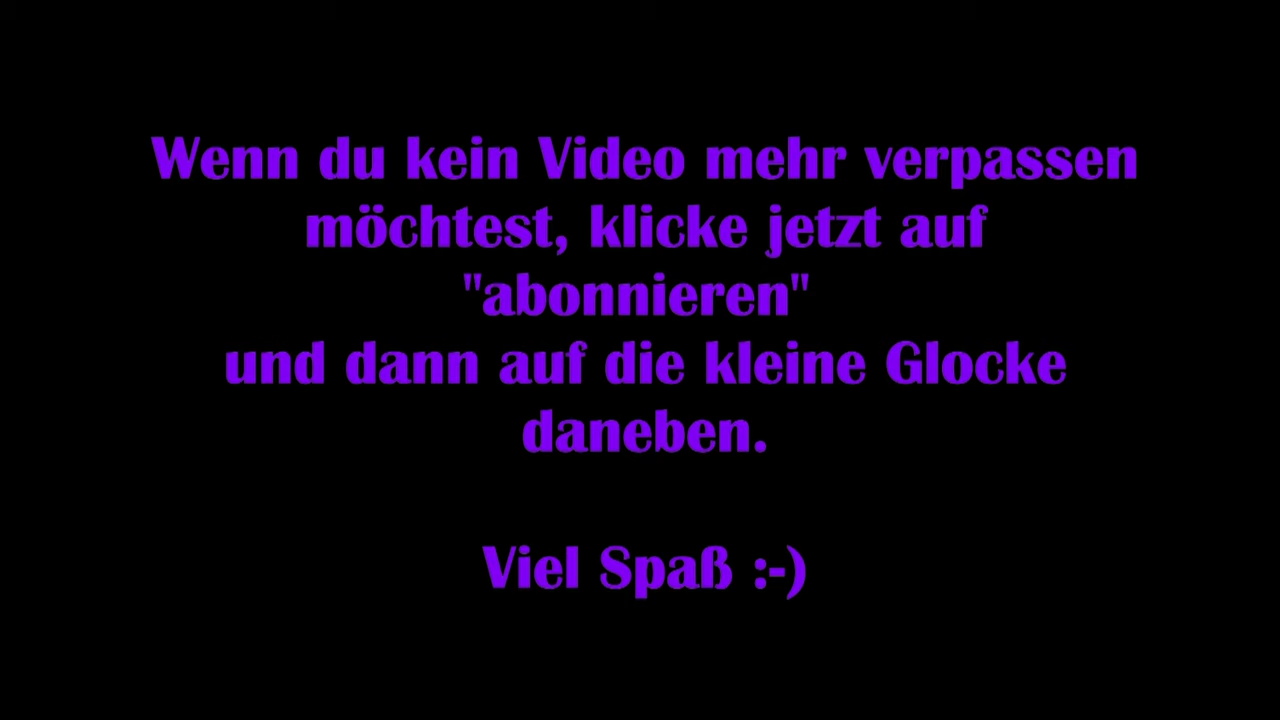 Wenn du kein Video mehr verpassen
möchtest, klicke jetzt auf
"abonnieren"
und dann auf die kleine Glocke
daneben.
Viel Spaß :-)